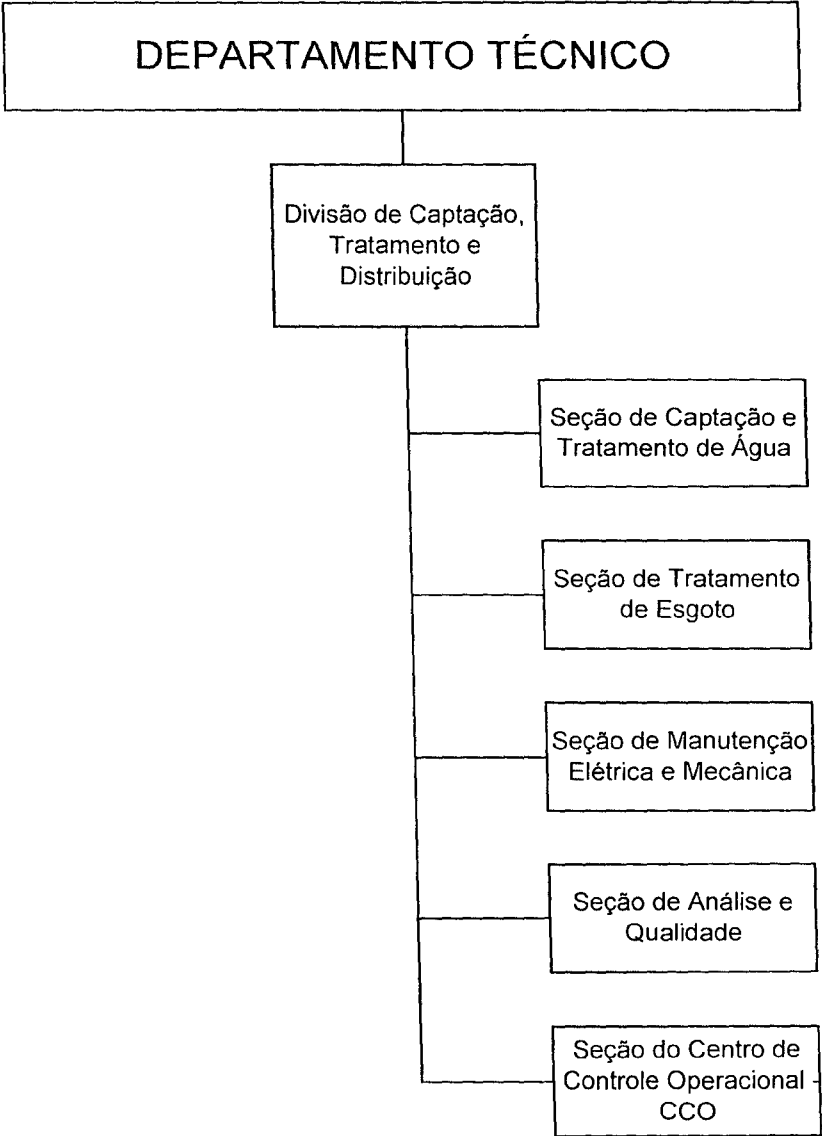 DEPARTAMENTO TÉCNICO
Divisão de Captação,
Tratamento e
Distribuição
Seção de Captação e
Tratamento de Água
Seção de Tratamento
de Esgoto
Seção de Manutenção
Elétrica e Mecânica
Seção de Análise e
Qualidade
Seção do Centro de
Controle Operacional -
CCO